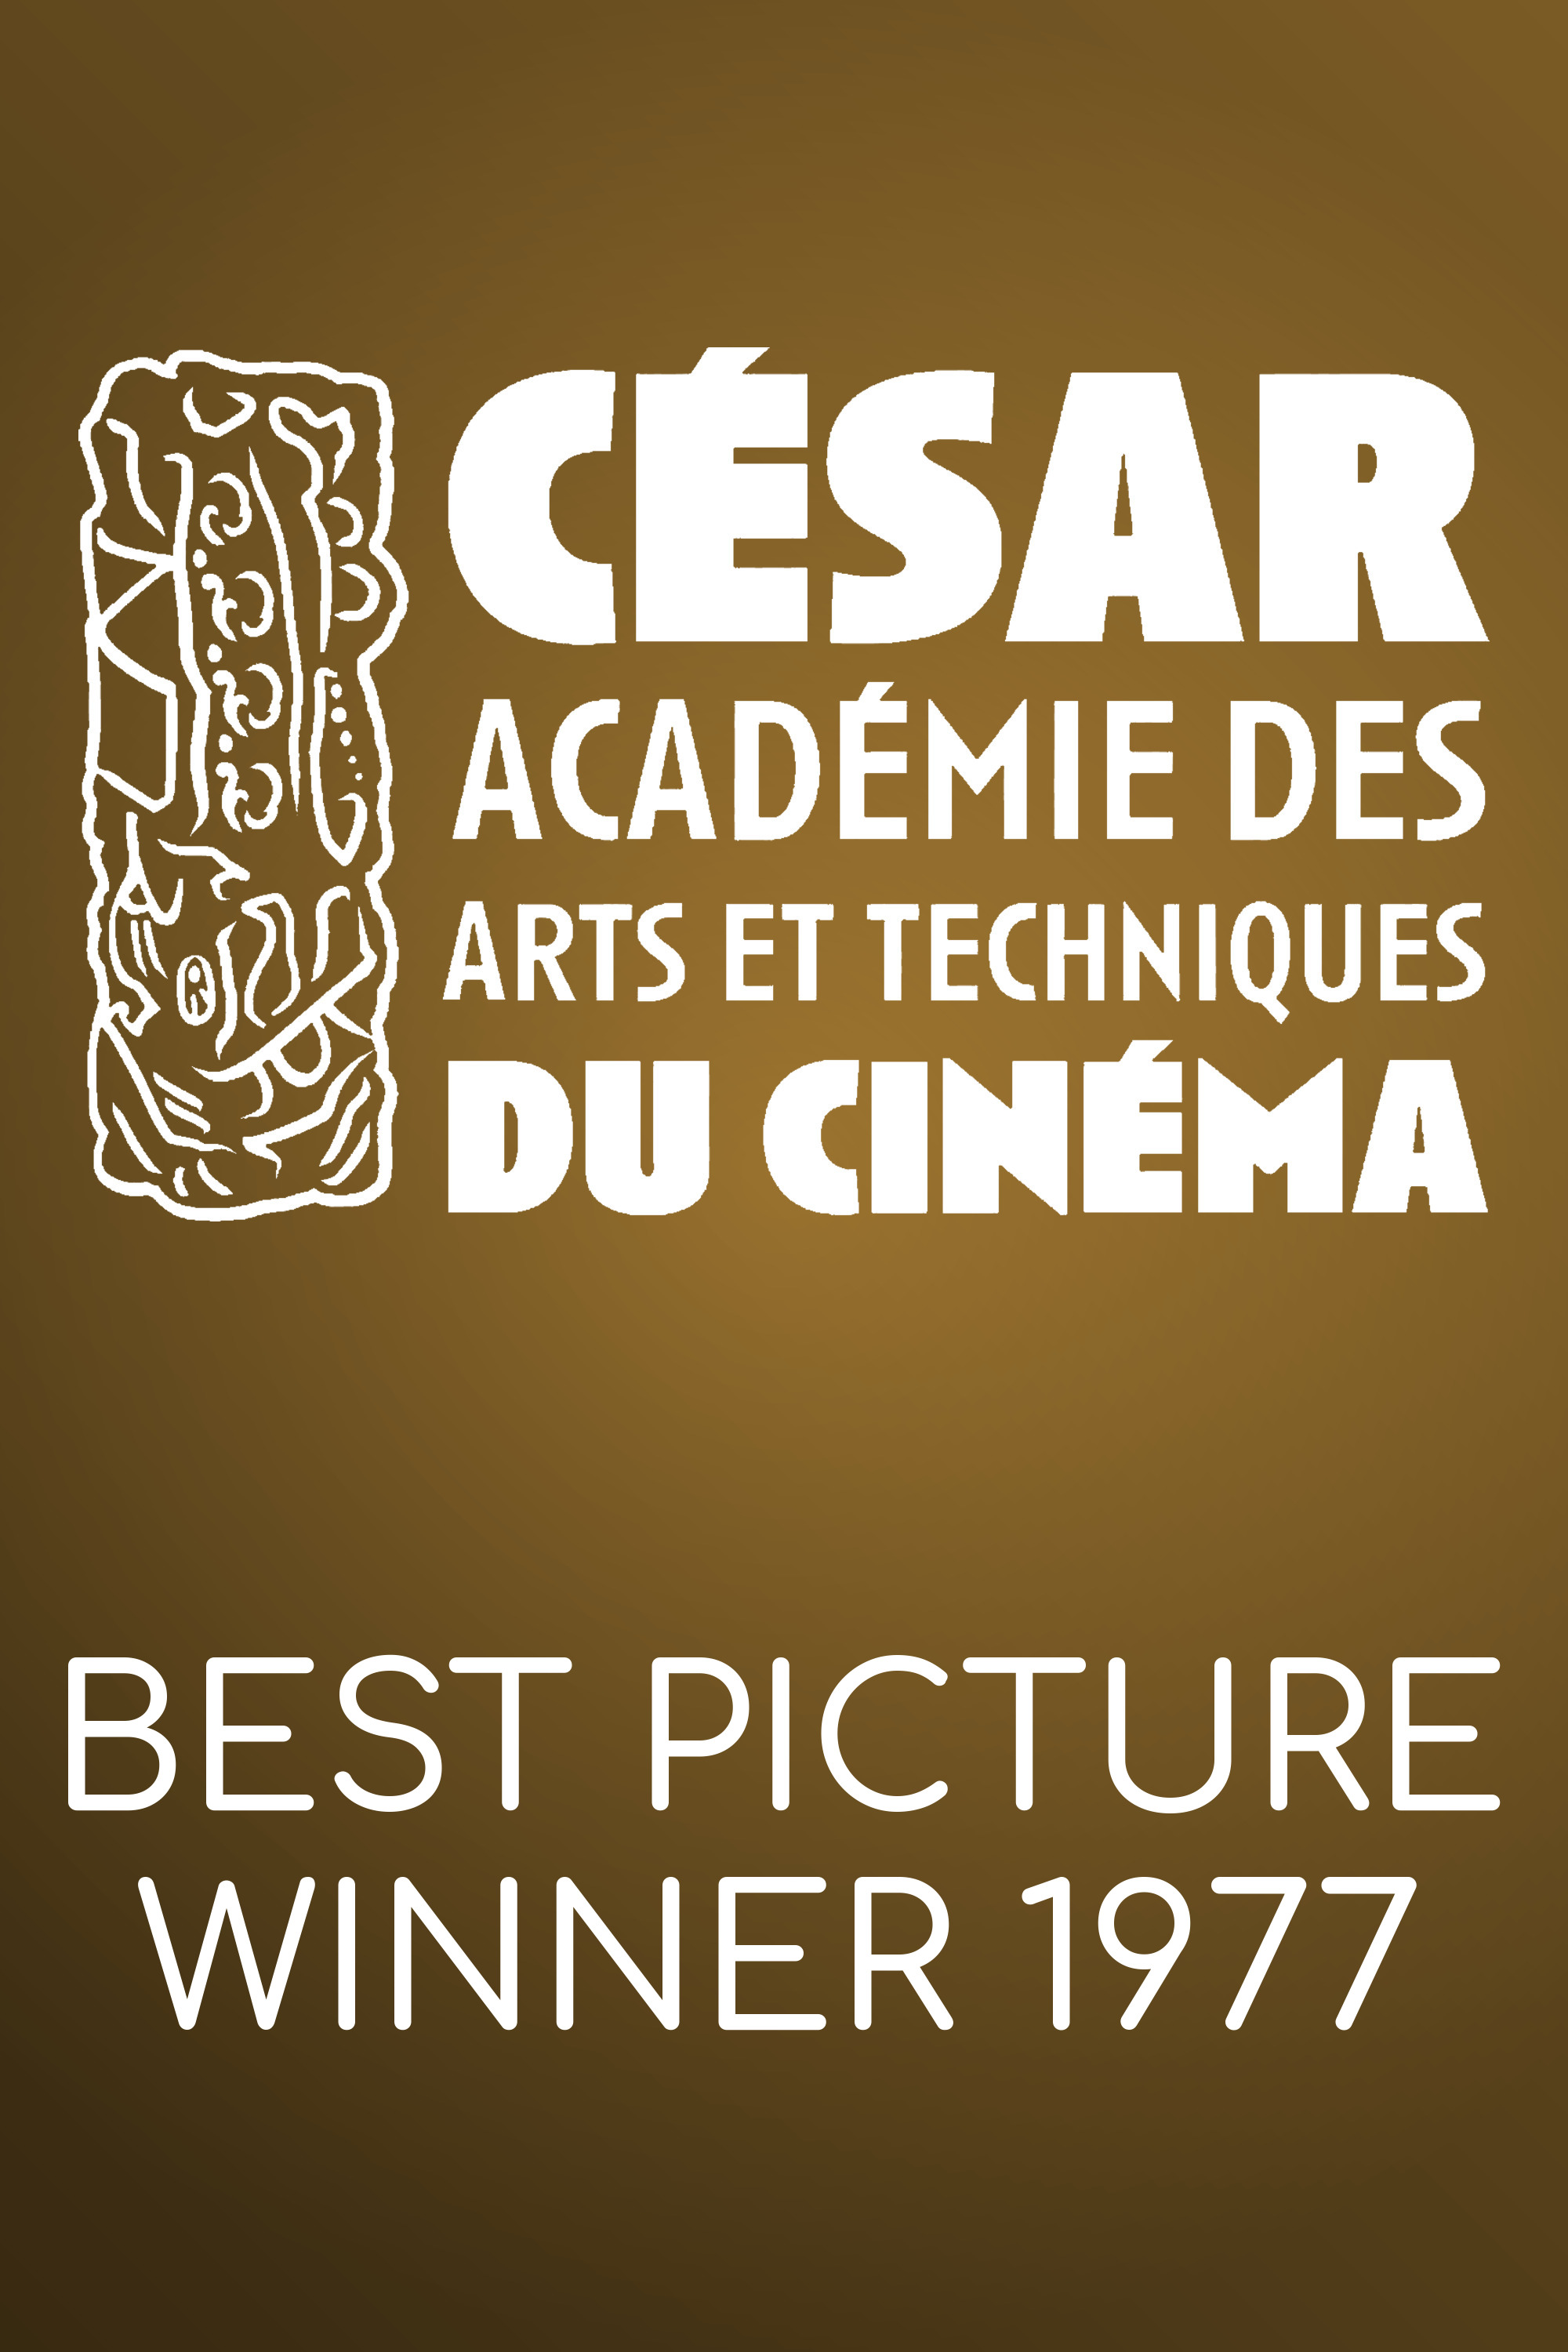 CÉSAR
ACADÉMIE DES
ARTS ET TECHNIQUES
DU CINÉMA
BEST PICTURE
WINNER 1977